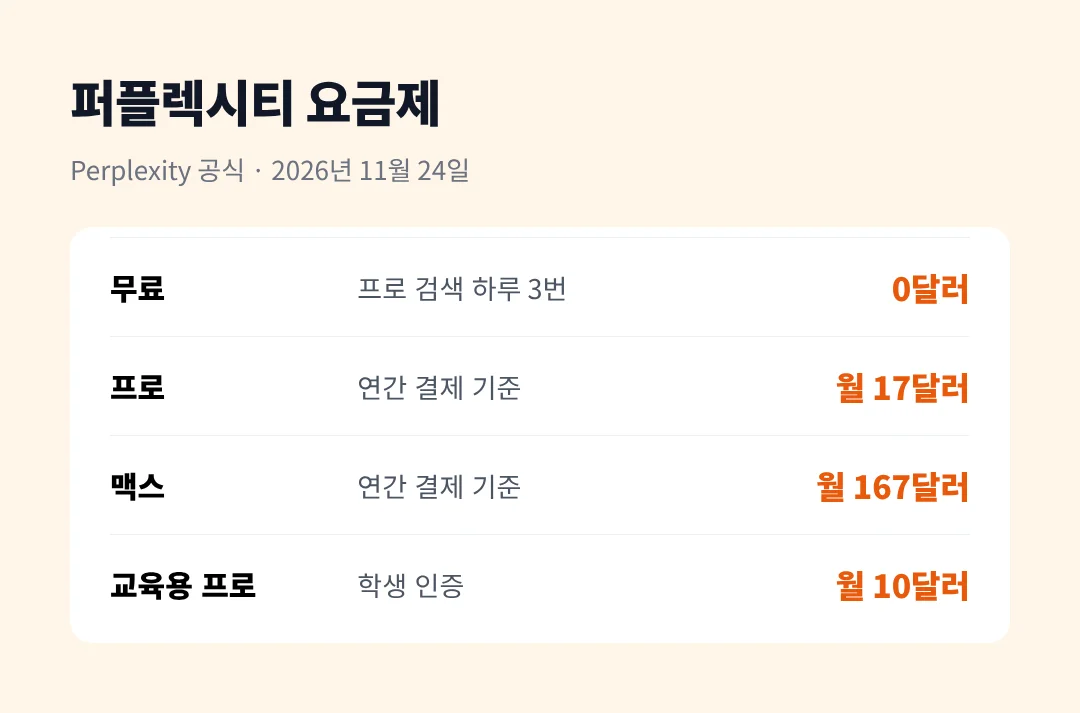 퍼플렉시티 요금제
Perplexity 공식 · 2026년 11월 24일
무료 프로 검색 하루 3번 0달러
프로 연간 결제 기준 월 17달러
맥스 연간 결제 기준 월 167달러
교육용 프로 학생 인증 월 10달러